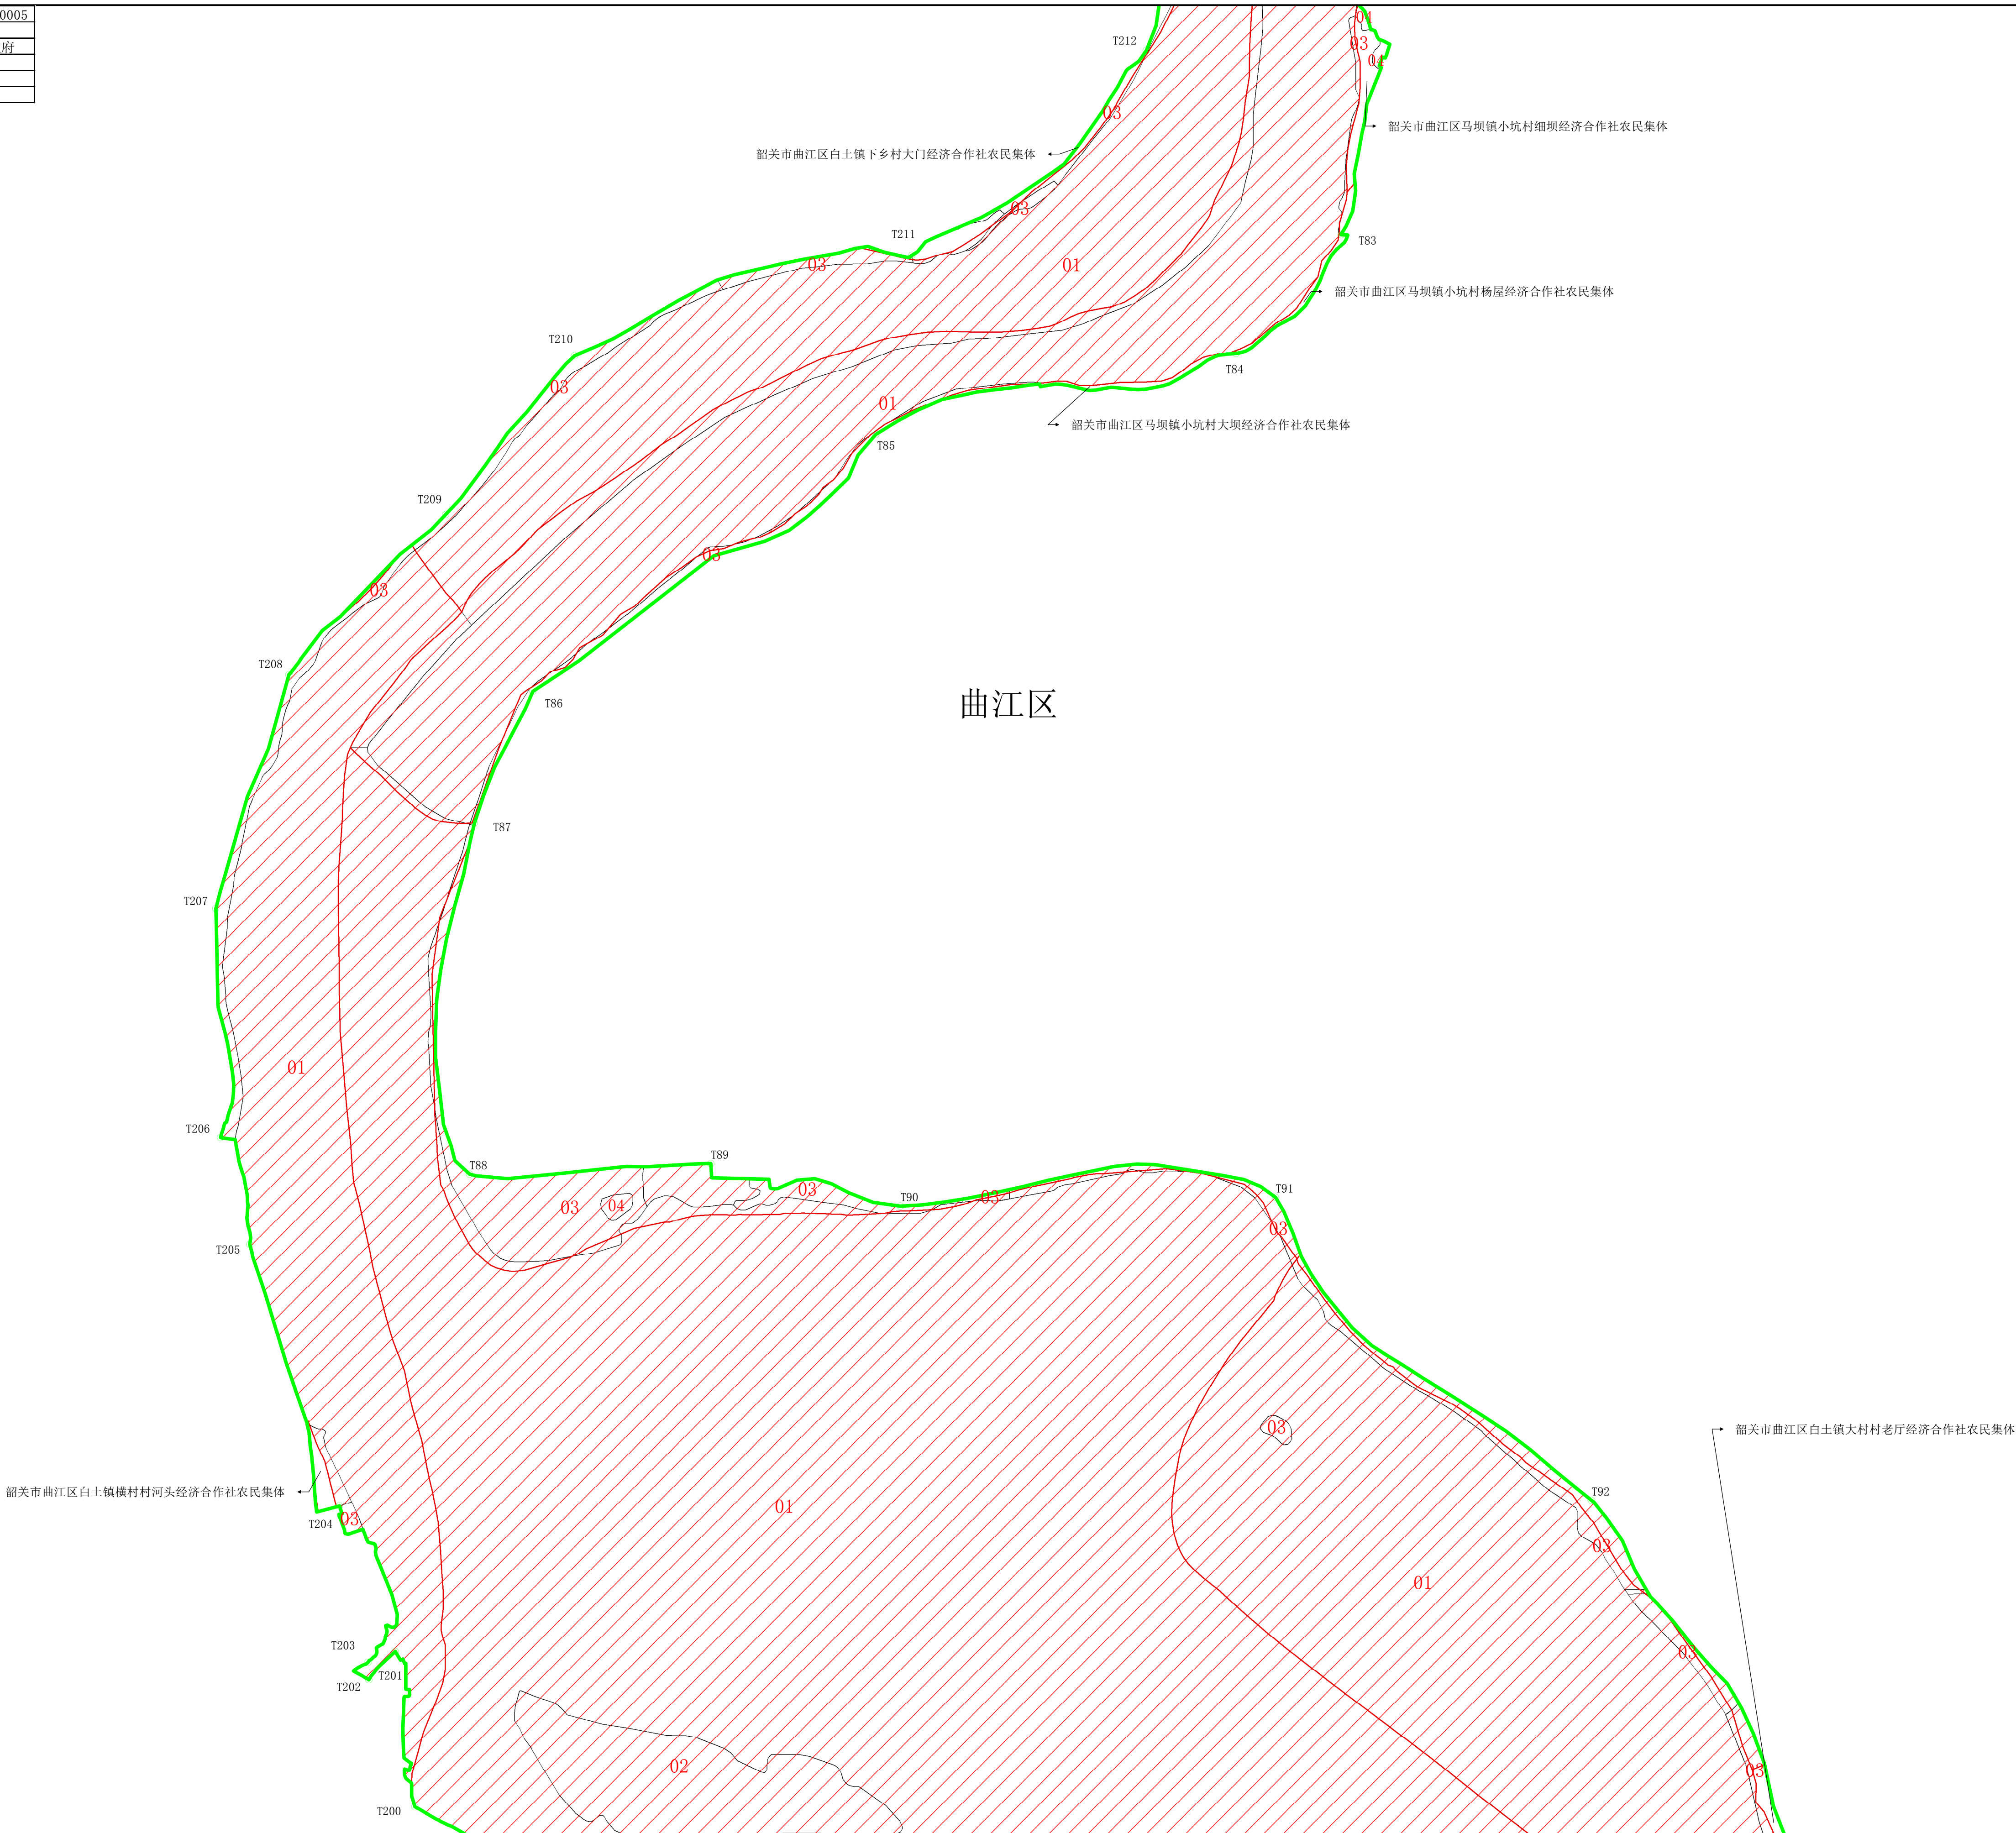 0005
04
T212
03
府
04
03
韶关市曲江区马坝镇小坑村细坝经济合作社农民集体
韶关市曲江区白土镇下乡村大门经济合作社农民集体
03
T211
T83
03
01
韶关市曲江区马坝镇小坑村杨屋经济合作社农民集体
T210
T84
03
01
韶关市曲江区马坝镇小坑村大坝经济合作社农民集体
T85
T209
03
03
T208
曲江区
T86
T87
T207
01
T206
T89
T88
03
T91
03
T90
03
04
03
T205
03
03
韶关市曲江区白土镇大村村老厅经济合作社农民集体
韶关市曲江区白土镇横村村河头经济合作社农民集体
T92
01
03
T204
03
01
T203
03
T201
T202
02
03
T200